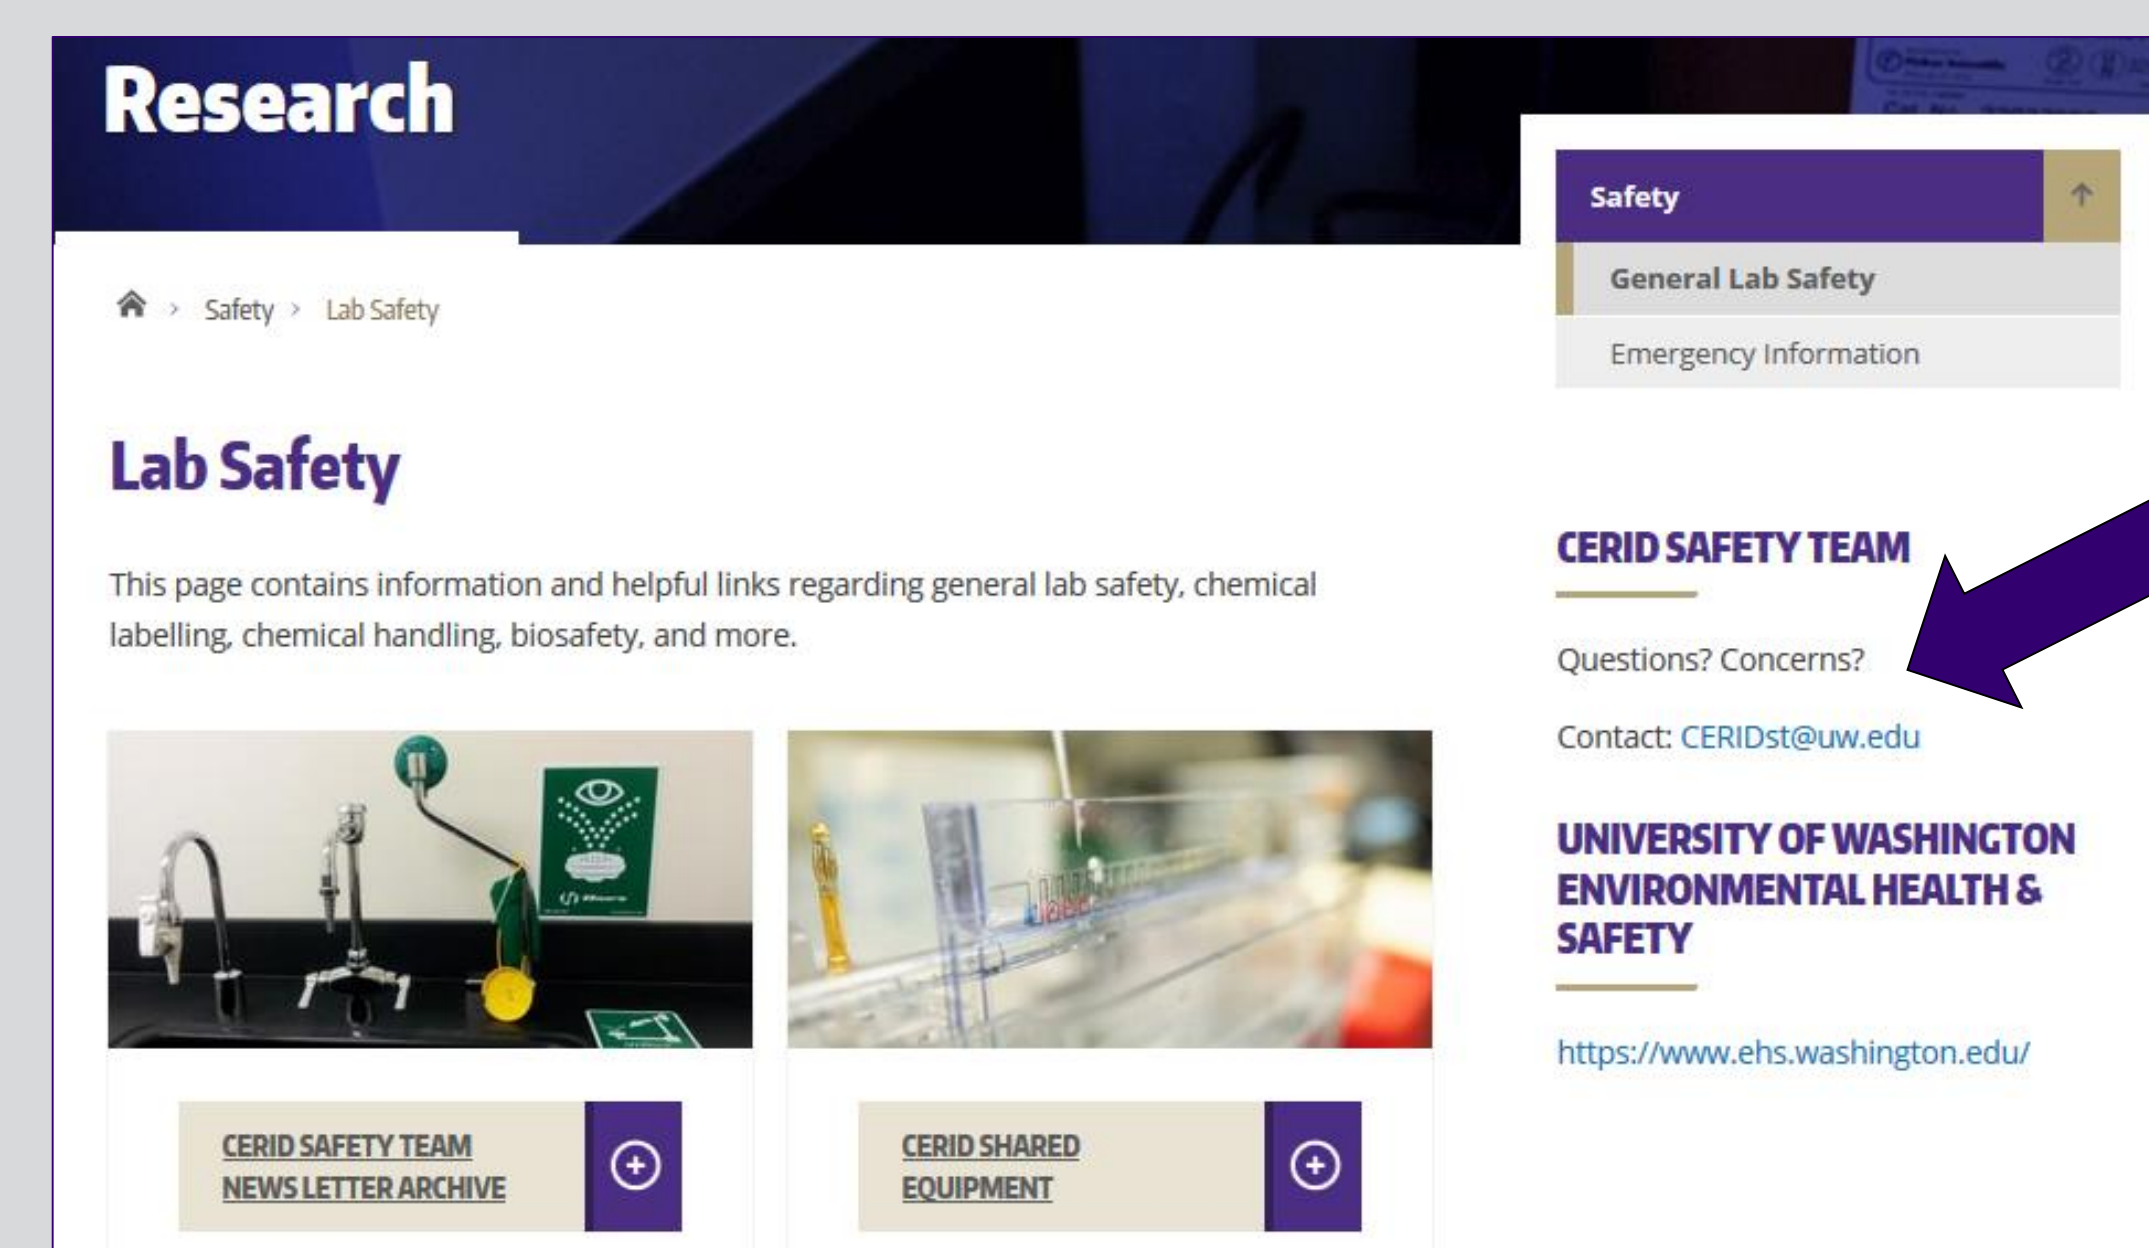 Research
Safety
General Lab Safety
Emergency Information
Safety > Lab Safety
Lab Safety
This page contains information and helpful links regarding general lab safety, chemical
labelling, chemical handling, biosafety, and more.
CERID SAFETY TEAM
NEWS LETTER ARCHIVE
CERID SHARED
EQUIPMENT
CERID SAFETY TEAM
Questions? Concerns?
Contact: CERIDst@uw.edu
UNIVERSITY OF WASHINGTON
ENVIRONMENTAL HEALTH &
SAFETY
https://www.ehs.washington.edu/